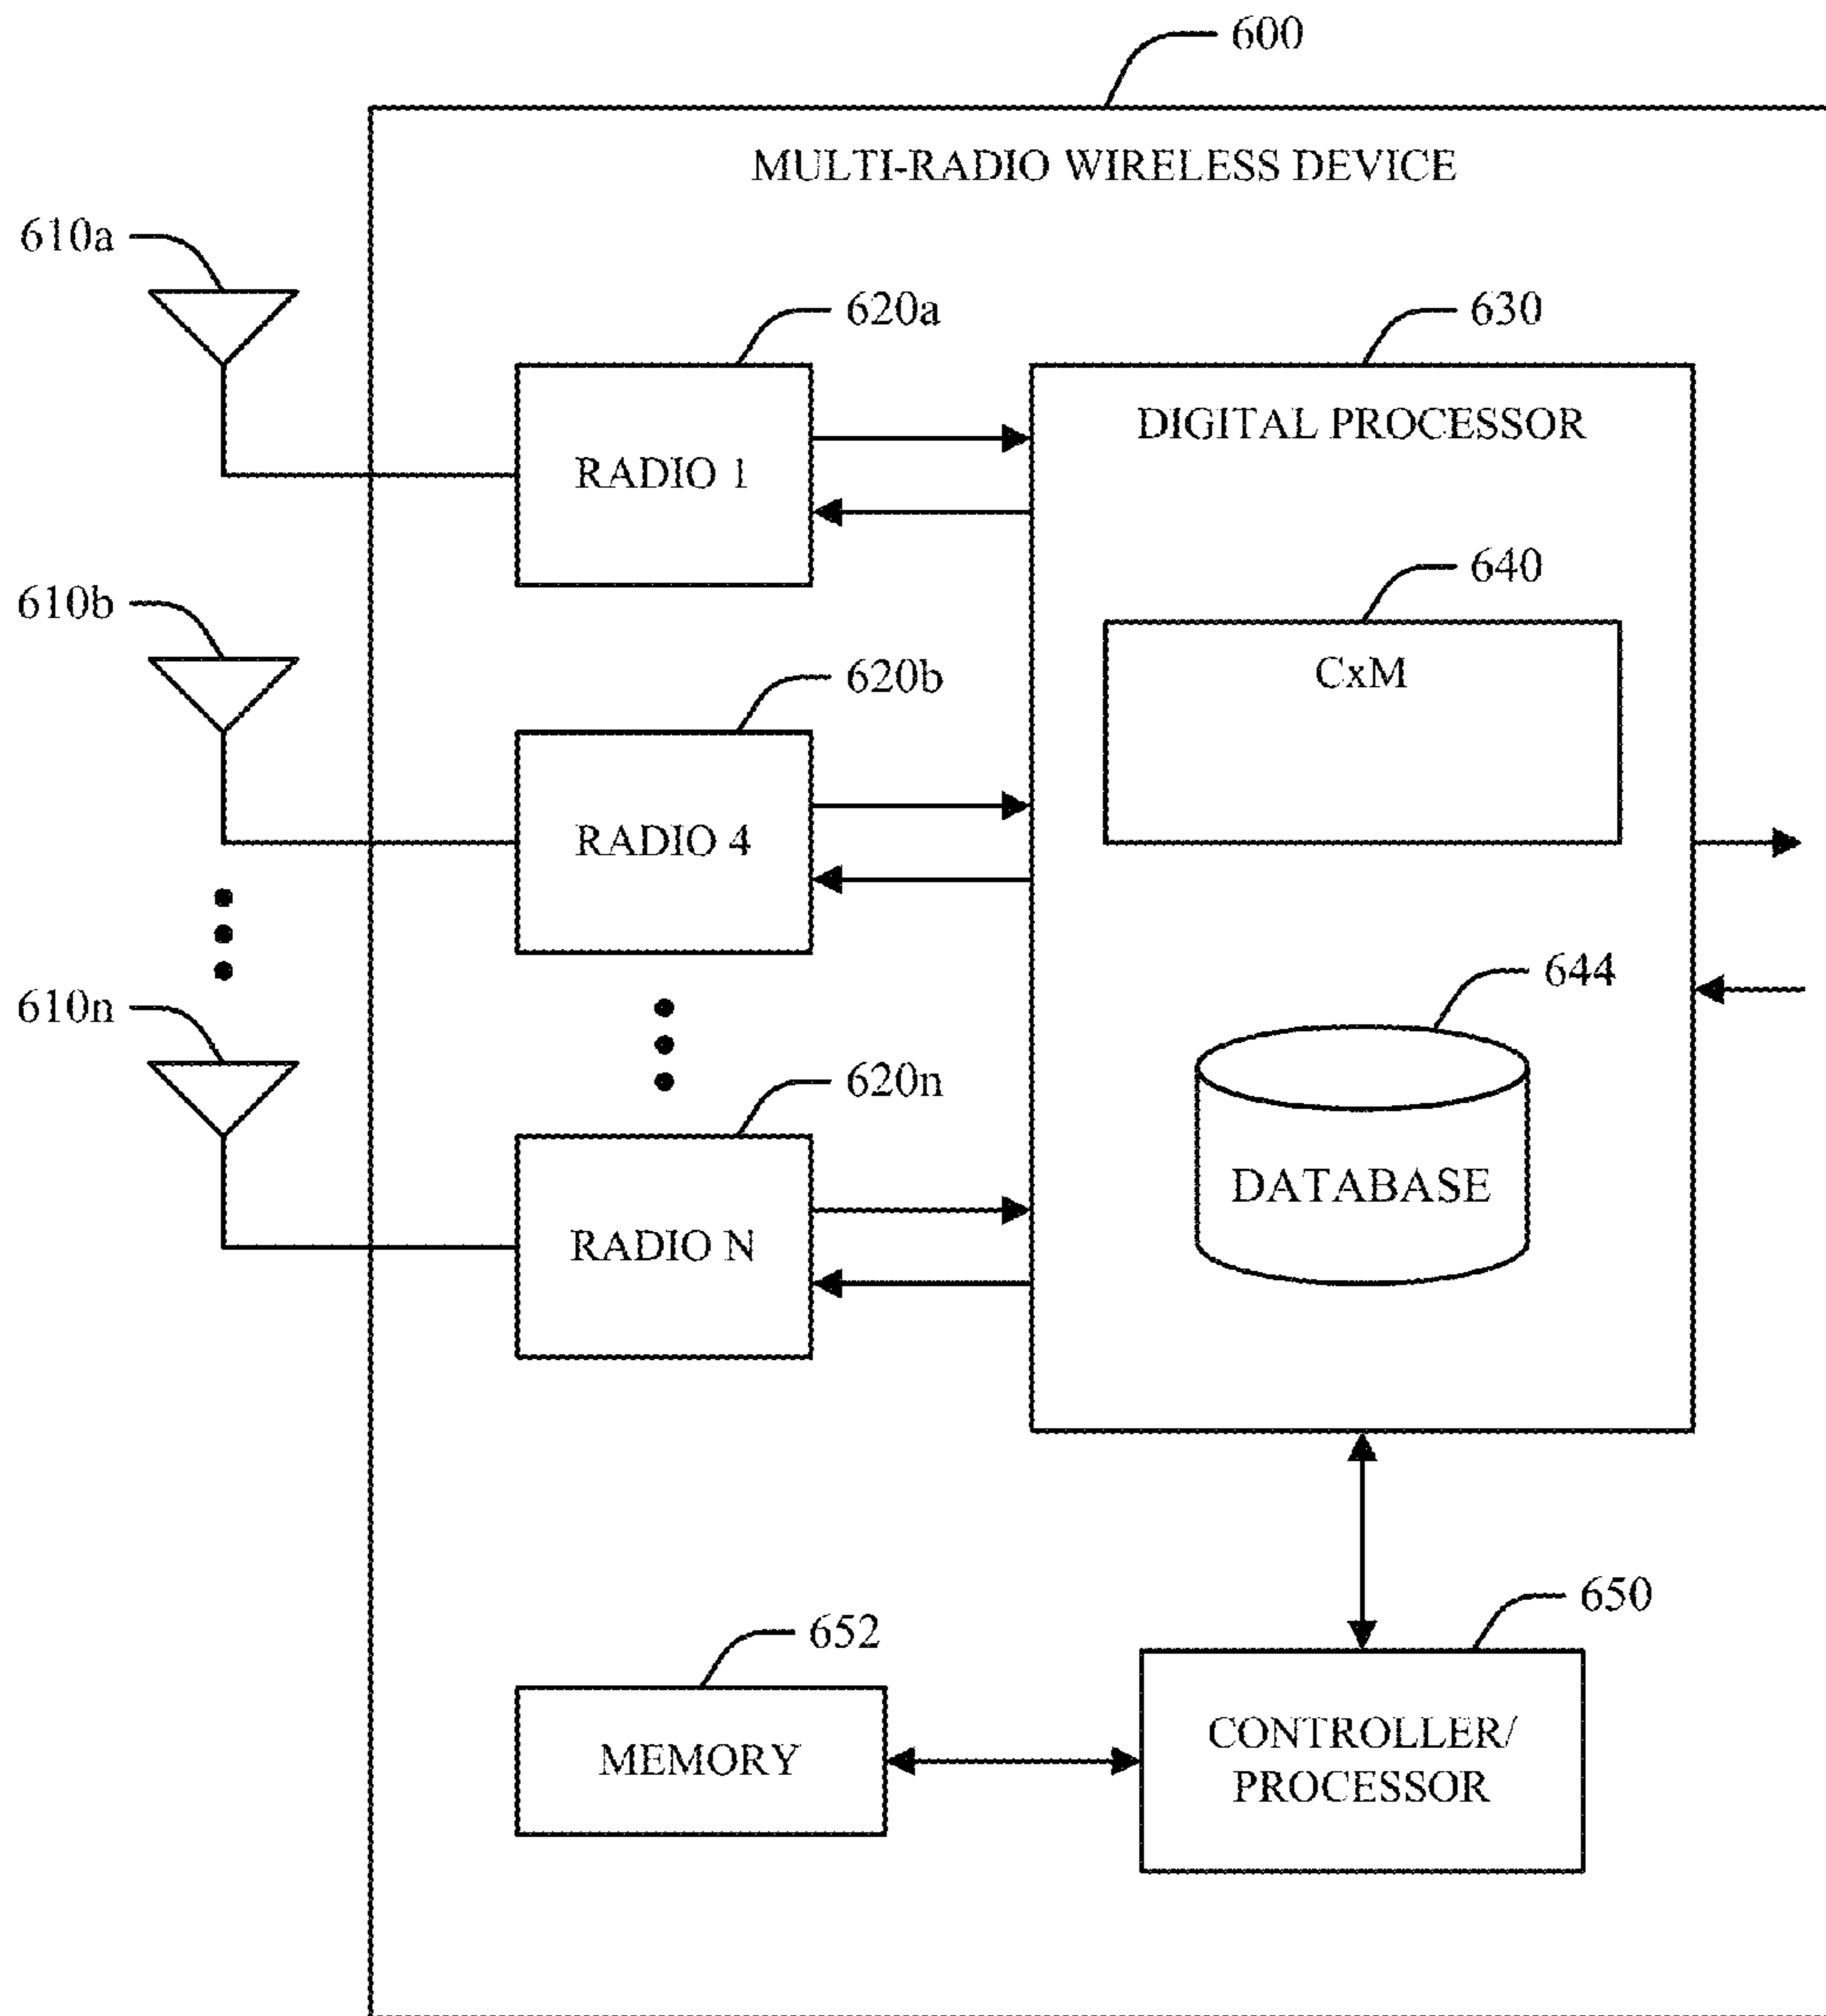 600
MULTI-RADIO WIRELESS DEVICE
610a
620a
630
DIGITAL PROCESSOR
RADIO 1
640
610b
620b
CxM
RADIO 4
644
610n
620n
DATABASE
RADIO N
650
652
CONTROLLER/
PROCESSOR
MEMORY